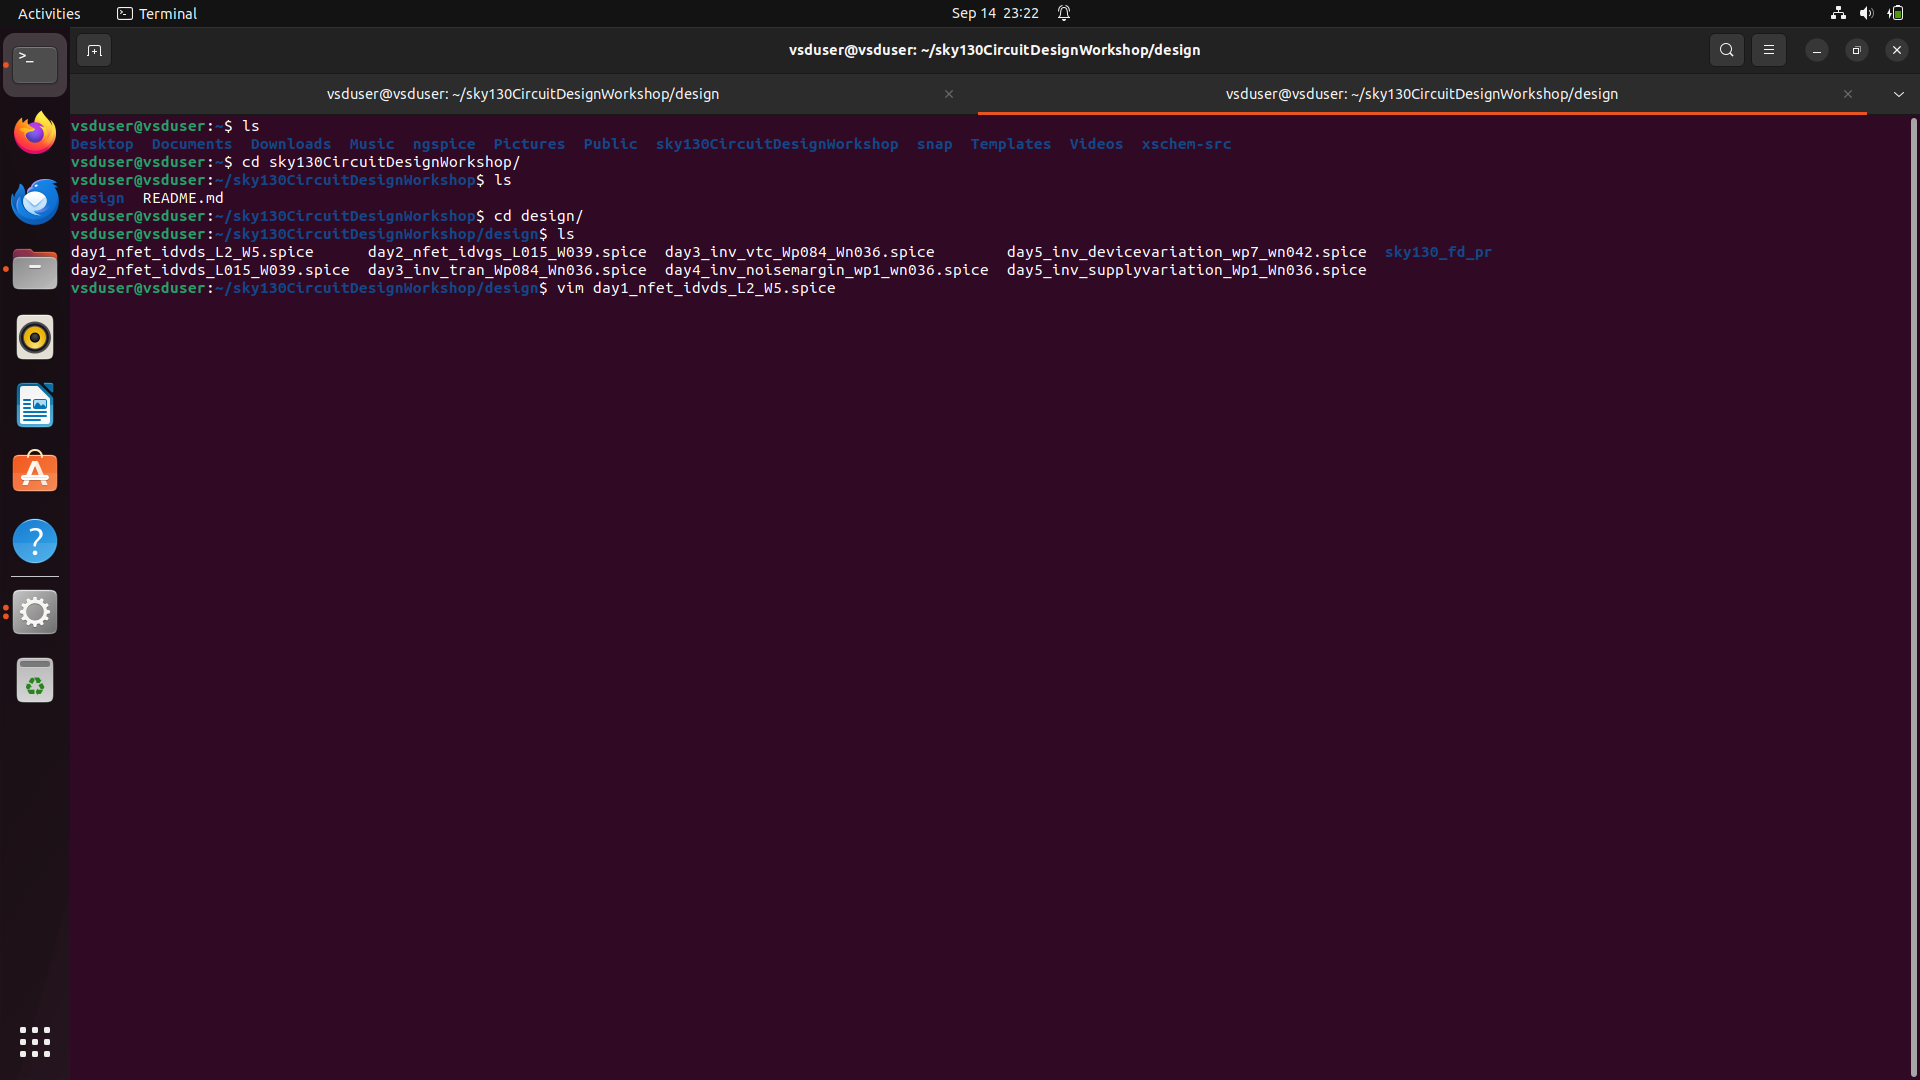 Activities Terminal Sep 14 23:22
vsduser@vsduser: ~/sky130CircuitDesignWorkshop/design
vsduser@vsduser: ~/sky130CircuitDesignWorkshop/design vsduser@vsduser: ~/sky130CircuitDesignWorkshop/design
vsduser@vsduser:~$ ls
Desktop Documents Downloads Music ngspice Pictures Public sky130CircuitDesignWorkshop snap Templates Videos xschem-src
vsduser@vsduser:~$ cd sky130CircuitDesignWorkshop/
vsduser@vsduser:~/sky130CircuitDesignWorkshop$ ls
design README.md
vsduser@vsduser:~/sky130CircuitDesignWorkshop$ cd design/
vsduser@vsduser:~/sky130CircuitDesignWorkshop/design$ ls
day1_nfet_idvds_L2_W5.spice day2_nfet_idvgs_L015_W039.spice day3_inv_vtc_Wp084_Wn036.spice day5_inv_devicevariation_wp7_wn042.spice sky130_fd_pr
day2_nfet_idvds_L015_W039.spice day3_inv_tran_Wp084_Wn036.spice day4_inv_noisemargin_wp1_wn036.spice day5_inv_supplyvariation_Wp1_Wn036.spice
vsduser@vsduser:~/sky130CircuitDesignWorkshop/design$ vim day1_nfet_idvds_L2_W5.spice